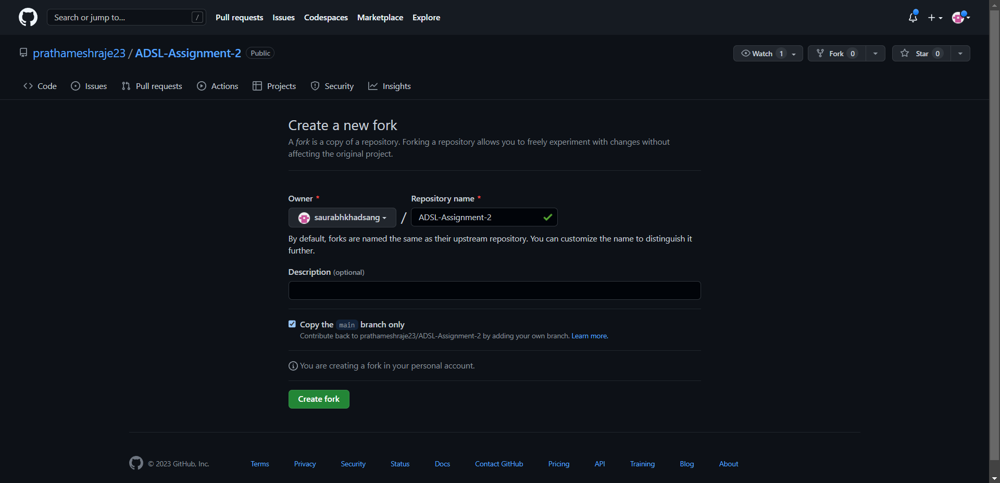 Search or jump to... /
Pull requests Issues Codespaces Marketplace Explore
prathameshraje23 / ADSL-Assignment-2 Public
Watch 1 Fork 0 Star 0
Code Issues Pull requests Actions Projects Security Insights
Create a new fork
A fork is a copy of a repository. Forking a repository allows you to freely experiment with changes without
affecting the original project.
Owner * Repository name *
saurabhkhadsang / ADSL-Assignment-2
By default, forks are named the same as their upstream repository. You can customize the name to distinguish it
further.
Description (optional)
Copy the main branch only
Contribute back to prathameshraje23/ADSL-Assignment-2 by adding your own branch. Learn more.
You are creating a fork in your personal account.
Create fork
© 2023 GitHub, Inc. Terms Privacy Security Status Docs Contact GitHub Pricing API Training Blog About